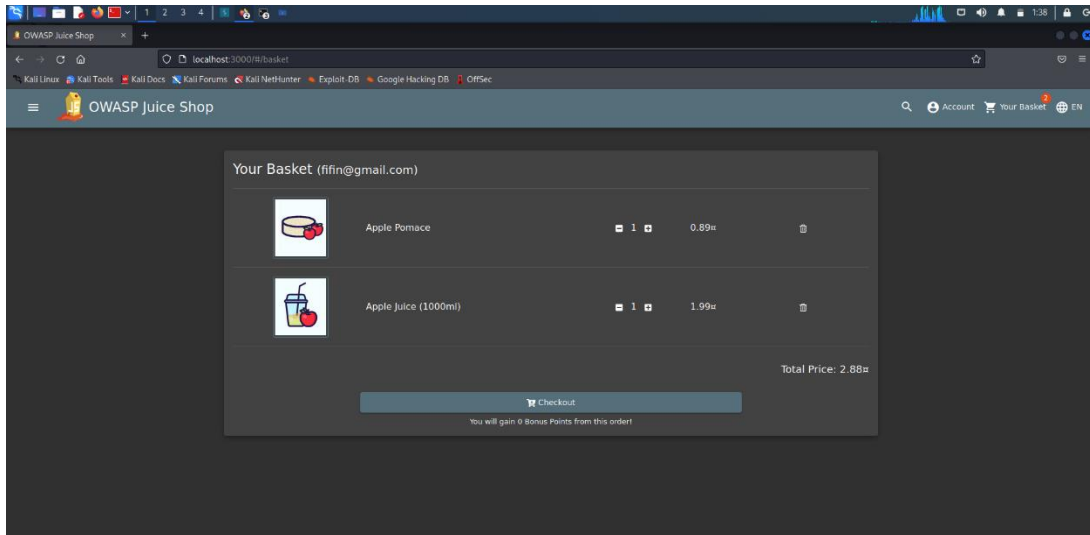 1 2 3 4
1:38
OWASP Juice Shop
localhost:3000/#/basket
Kali Linux Kali Tools Kali Docs Kali Forums Kali NetHunter Exploit-DB Google Hacking DB OffSec
OWASP Juice Shop
Account Your Basket 2 EN
Your Basket (fifin@gmail.com)
Apple Pomace 1 0.89¤
Apple Juice (1000ml) 1 1.99¤
Total Price: 2.88¤
Checkout
You will gain 0 Bonus Points from this order!